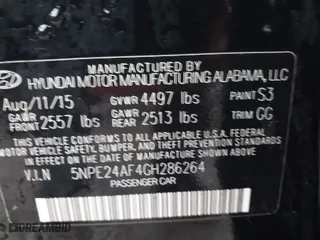 MANUFACTURED BY
HYUNDAI MOTOR MANUFACTURING ALABAMA, LLC
Aug/11/15 GVWR 4497 lbs PAINT S3
GAWR FRONT 2557 lbs GAWR REAR 2513 lbs TRIM GG
THIS VEHICLE CONFORMS TO ALL APPLICABLE U.S. FEDERAL MOTOR VEHICLE
SAFETY, BUMPER, AND THEFT PREVENTION STANDARDS IN EFFECT ON
THE DATE OF MANUFACTURE SHOWN ABOVE.
V.I.N 5NPE24AF4GH286264
PASSENGER CAR